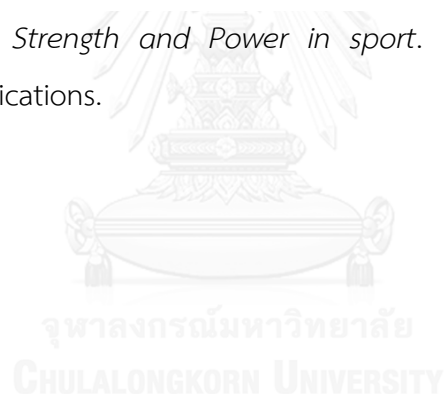 Strength and Power in sport.
ications.
จุฬาลงกรณ์มหาวิทยาลัย
CHULALONGKORN UNIVERSITY